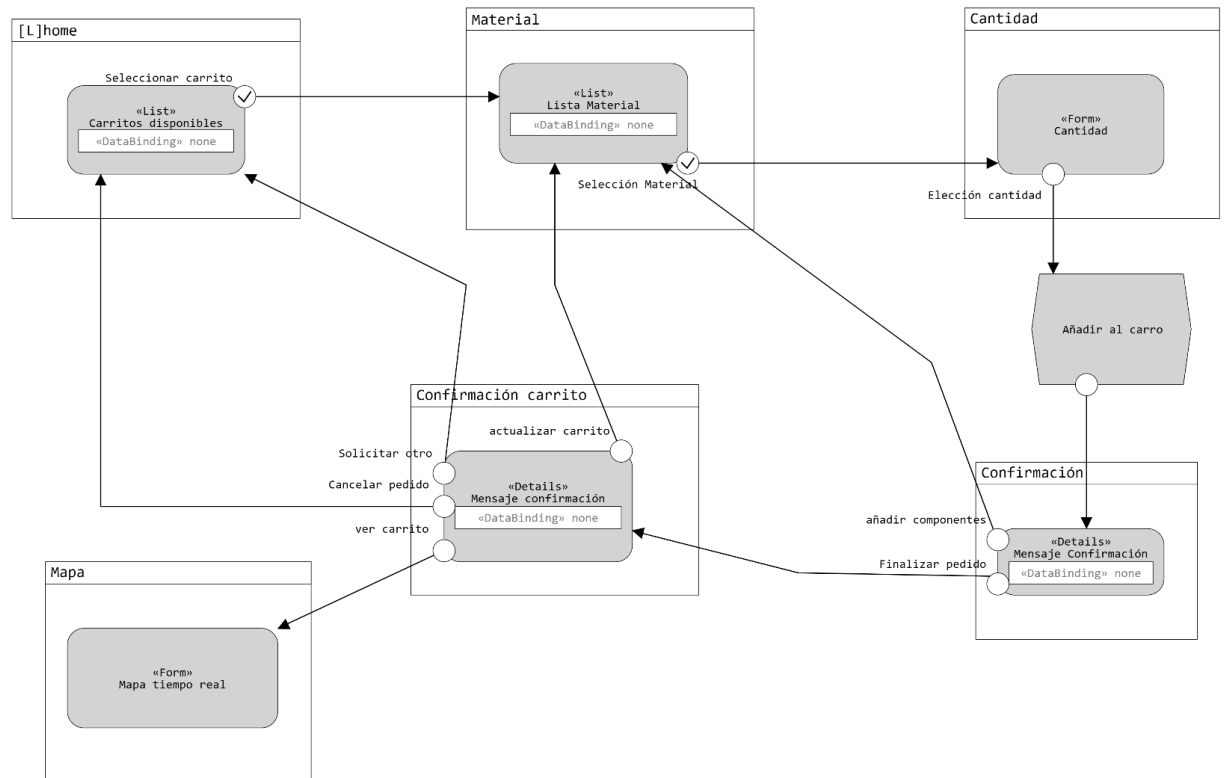 [L]home
Seleccionar carrito
«List»
Carritos disponibles
«DataBinding» none
Material
«List»
Lista Material
«DataBinding» none
Selección Material
Cantidad
«Form»
Cantidad
Elección cantidad
Añadir al carro
Confirmación carrito
actualizar carrito
Solicitar otro
Cancelar pedido
ver carrito
«Details»
Mensaje confirmación
«DataBinding» none
Confirmación
añadir componentes
Finalizar pedido
«Details»
Mensaje Confirmación
«DataBinding» none
Mapa
«Form»
Mapa tiempo real